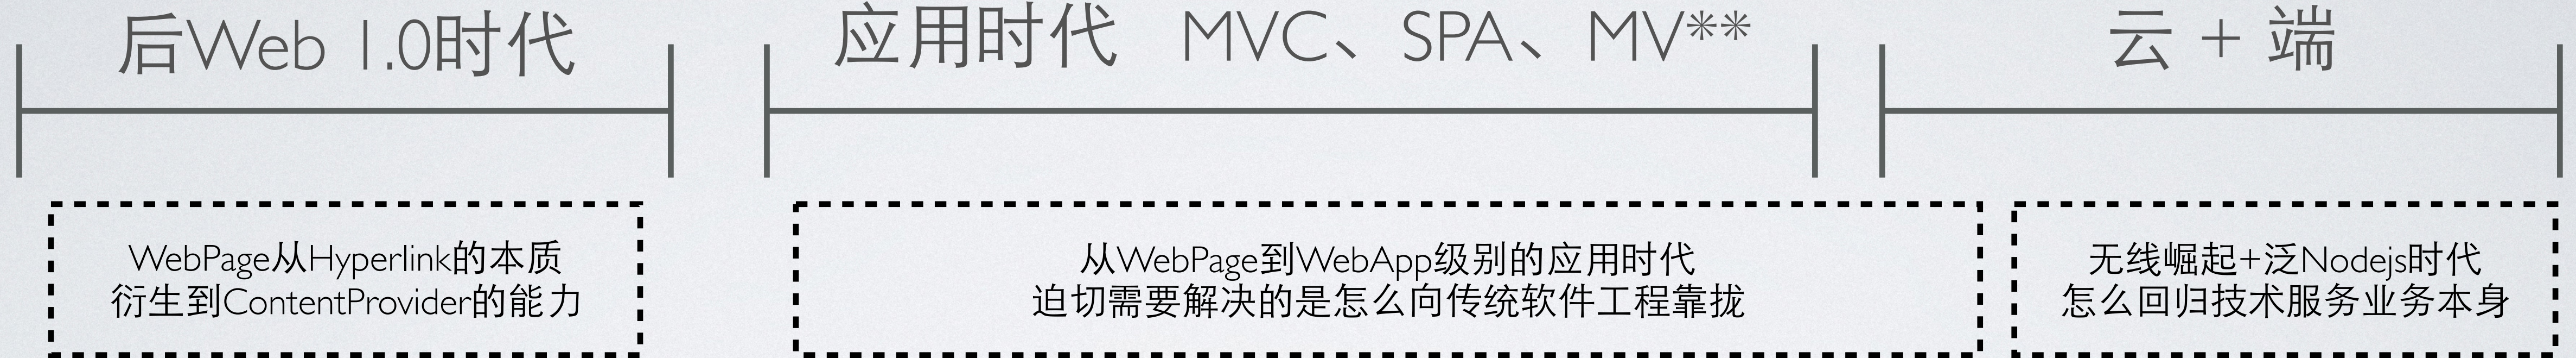 后Web 1.0时代
应用时代 MVC、SPA、MV**
云 + 端
WebPage从Hyperlink的本质
衍生到ContentProvider的能力
从WebPage到WebApp级别的应用时代
迫切需要解决的是怎么向传统软件工程靠拢
无线崛起+泛Nodejs时代
怎么回归技术服务业务本身